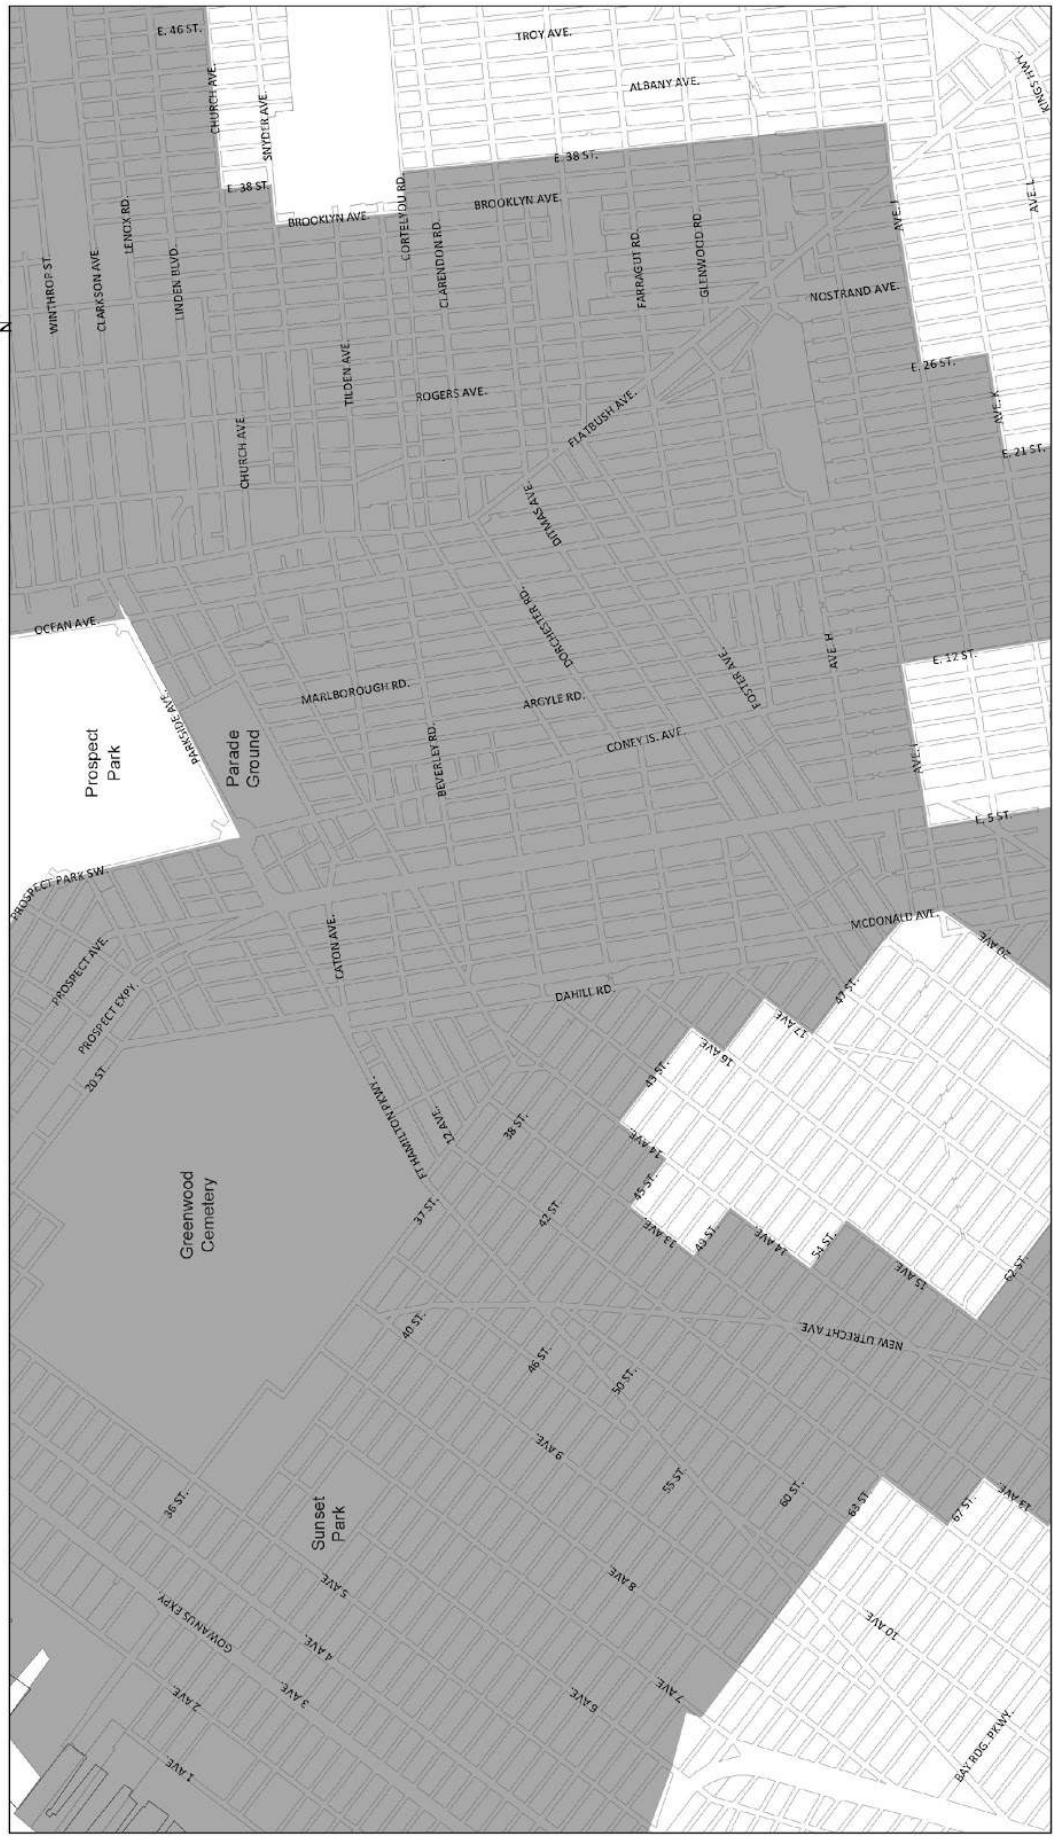 E. 46 ST.
TROY AVE.
ALBANY AVE.
KINGS HWY.
CHURCH AVE.
SNYDER AVE.
E. 38 ST.
E. 38 ST.
BROOKLYN AVE.
BROOKLYN AVE.
CORTELYOU RD.
CLARENDON RD.
WINTHROP ST.
CLARKSON AVE.
LENOX RD.
LINDEN BLVD.
FARRAGUT RD.
GLENWOOD RD.
AVE. J
AVE. L
NOSTRAND AVE.
N
TILDEN AVE.
ROGERS AVE.
FLATBUSH AVE.
E. 26 ST.
AVE. K
E. 21 ST.
CHURCH AVE.
DITMAS AVE.
OCEAN AVE.
DORCHESTER RD.
FOSTER AVE.
AVE. H
E. 12 ST.
PARKSIDE AVE.
MARLBOROUGH RD.
ARGYLE RD.
CONEY IS. AVE.
BEVERLEY RD.
AVE. I
E. 5 ST.
Prospect
Park
Parade
Ground
PROSPECT PARK SW.
PROSPECT AVE.
PROSPECT EXPY.
CATON AVE.
MCDONALD AVE.
20 AVE.
DAHILL RD.
47 ST.
17 AVE.
16 AVE.
43 ST.
20 ST.
FT HAMILTON PKWY.
12 AVE.
38 ST.
14 AVE.
45 ST.
13 AVE.
49 ST.
14 AVE.
54 ST.
15 AVE.
62 ST.
Greenwood
Cemetery
37 ST.
42 ST.
40 ST.
NEW UTRECHT AVE
46 ST.
50 ST.
9 AVE.
55 ST.
60 ST.
63 ST.
67 ST.
13 AVE.
36 ST.
Sunset
Park
5 AVE.
8 AVE.
GOWANUS EXPY.
4 AVE.
3 AVE.
2 AVE.
1 AVE
6 AVE.
7 AVE.
10 AVE.
BAY RDG. PKWY.